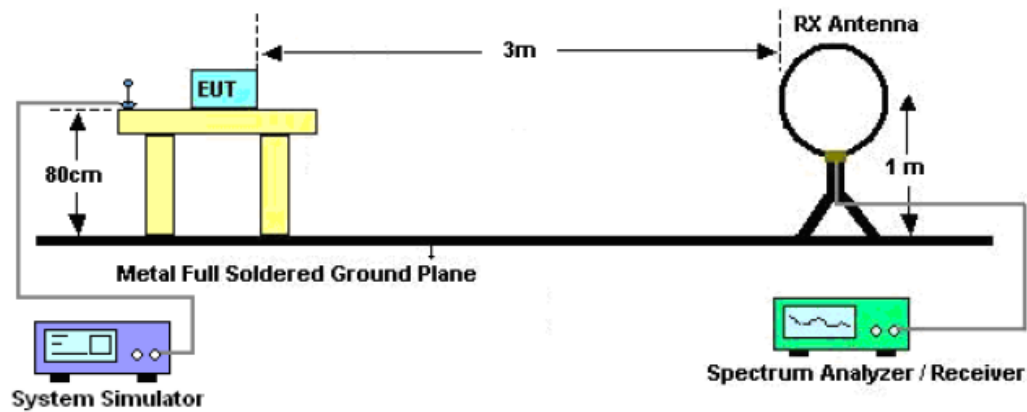 RX Antenna
3m
EUT
80cm
1 m
Metal Full Soldered Ground Plane
System Simulator
Spectrum Analyzer / Receiver